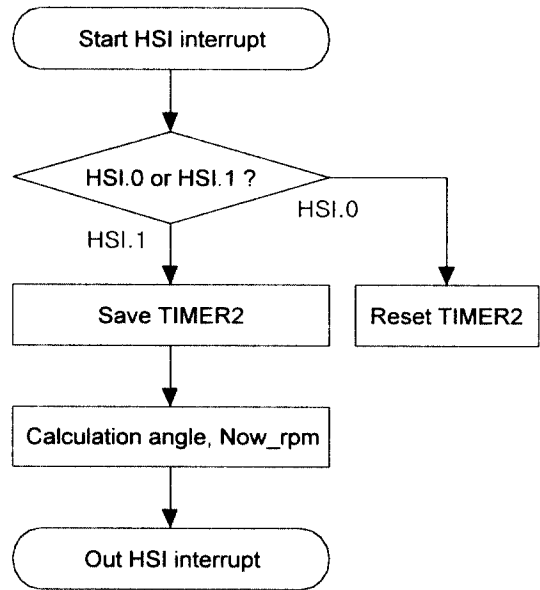 Start HSI interrupt
HSI.0 or HSI.1 ?
HSI.0
HSI.1
Save TIMER2
Reset TIMER2
Calculation angle, Now_rpm
Out HSI interrupt